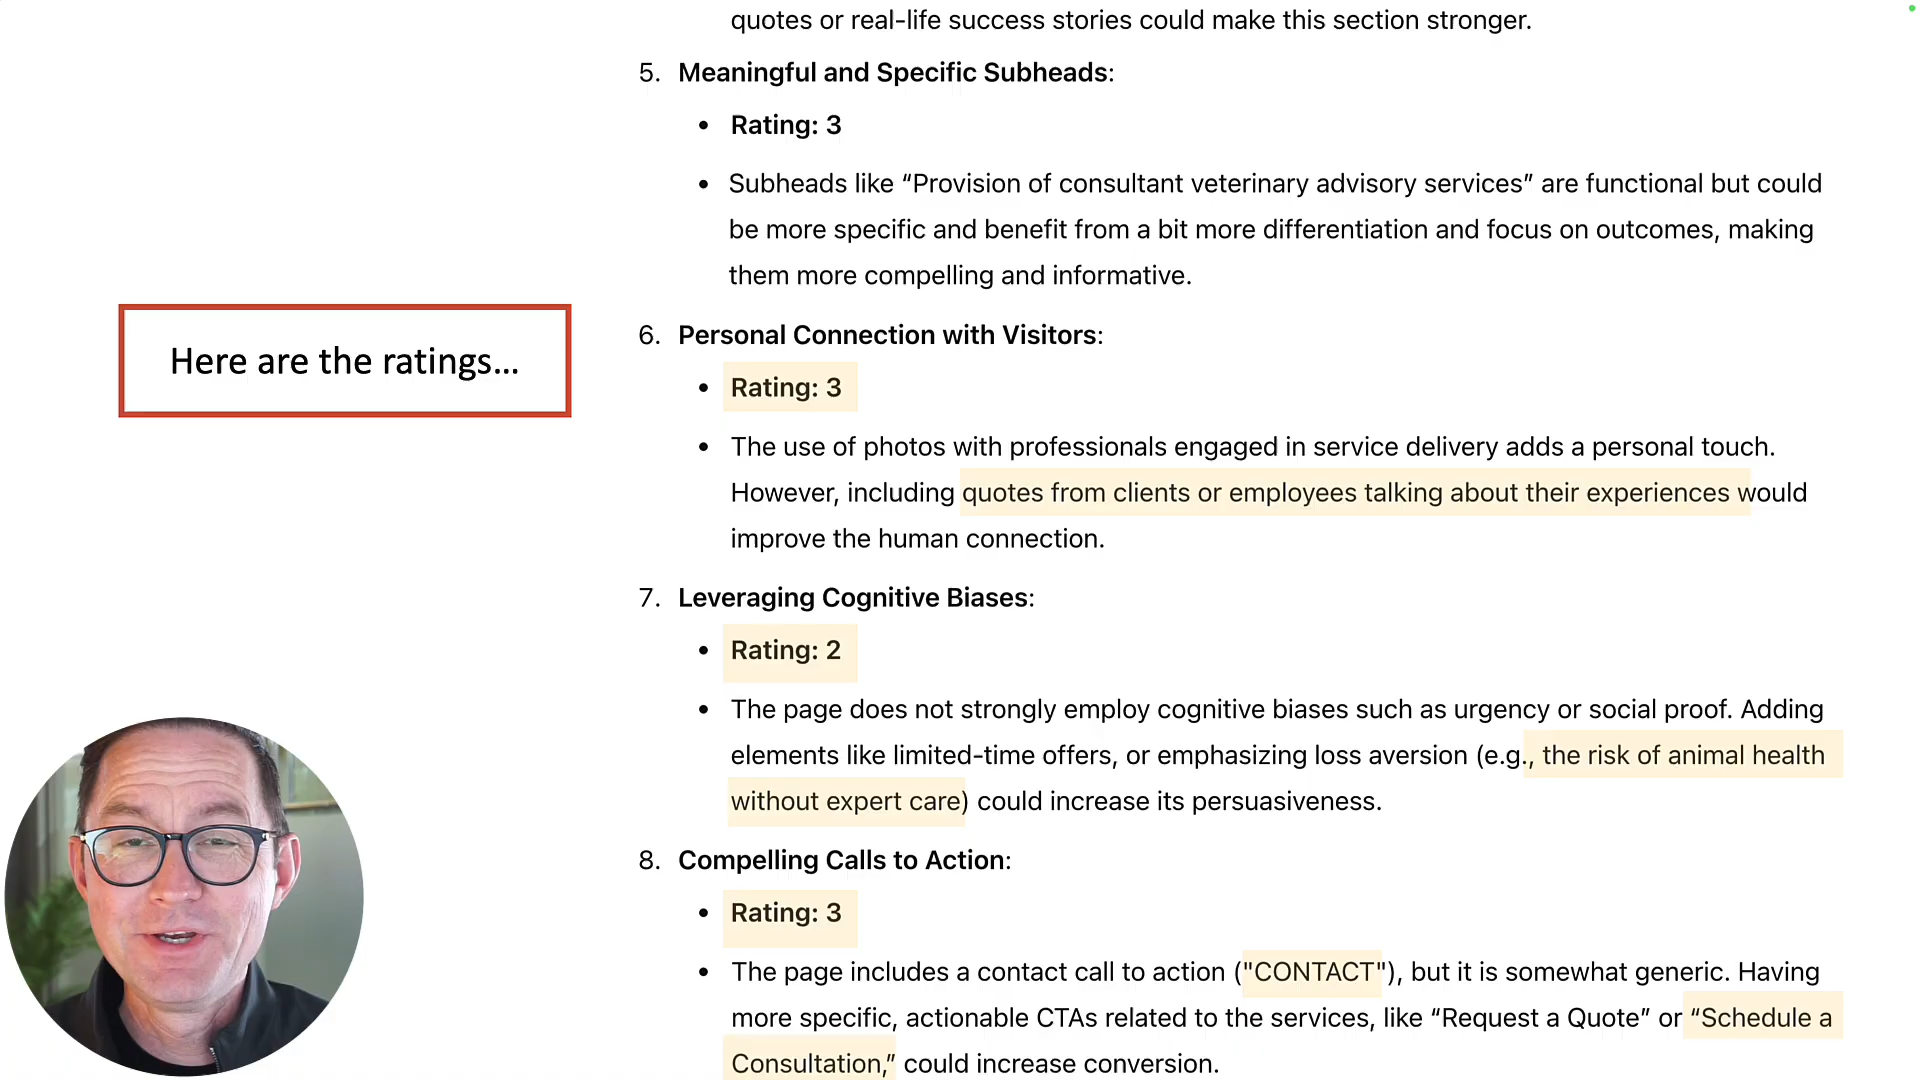 quotes or real-life success stories could make this section stronger.
5. Meaningful and Specific Subheads:
• Rating: 3
• Subheads like “Provision of consultant veterinary advisory services” are functional but could
be more specific and benefit from a bit more differentiation and focus on outcomes, making
them more compelling and informative.
Here are the ratings...
6. Personal Connection with Visitors:
• Rating: 3
• The use of photos with professionals engaged in service delivery adds a personal touch.
However, including quotes from clients or employees talking about their experiences would
improve the human connection.
7. Leveraging Cognitive Biases:
• Rating: 2
• The page does not strongly employ cognitive biases such as urgency or social proof. Adding
elements like limited-time offers, or emphasizing loss aversion (e.g., the risk of animal health
without expert care) could increase its persuasiveness.
8. Compelling Calls to Action:
• Rating: 3
• The page includes a contact call to action ("CONTACT"), but it is somewhat generic. Having
more specific, actionable CTAs related to the services, like “Request a Quote” or “Schedule a
Consultation,” could increase conversion.